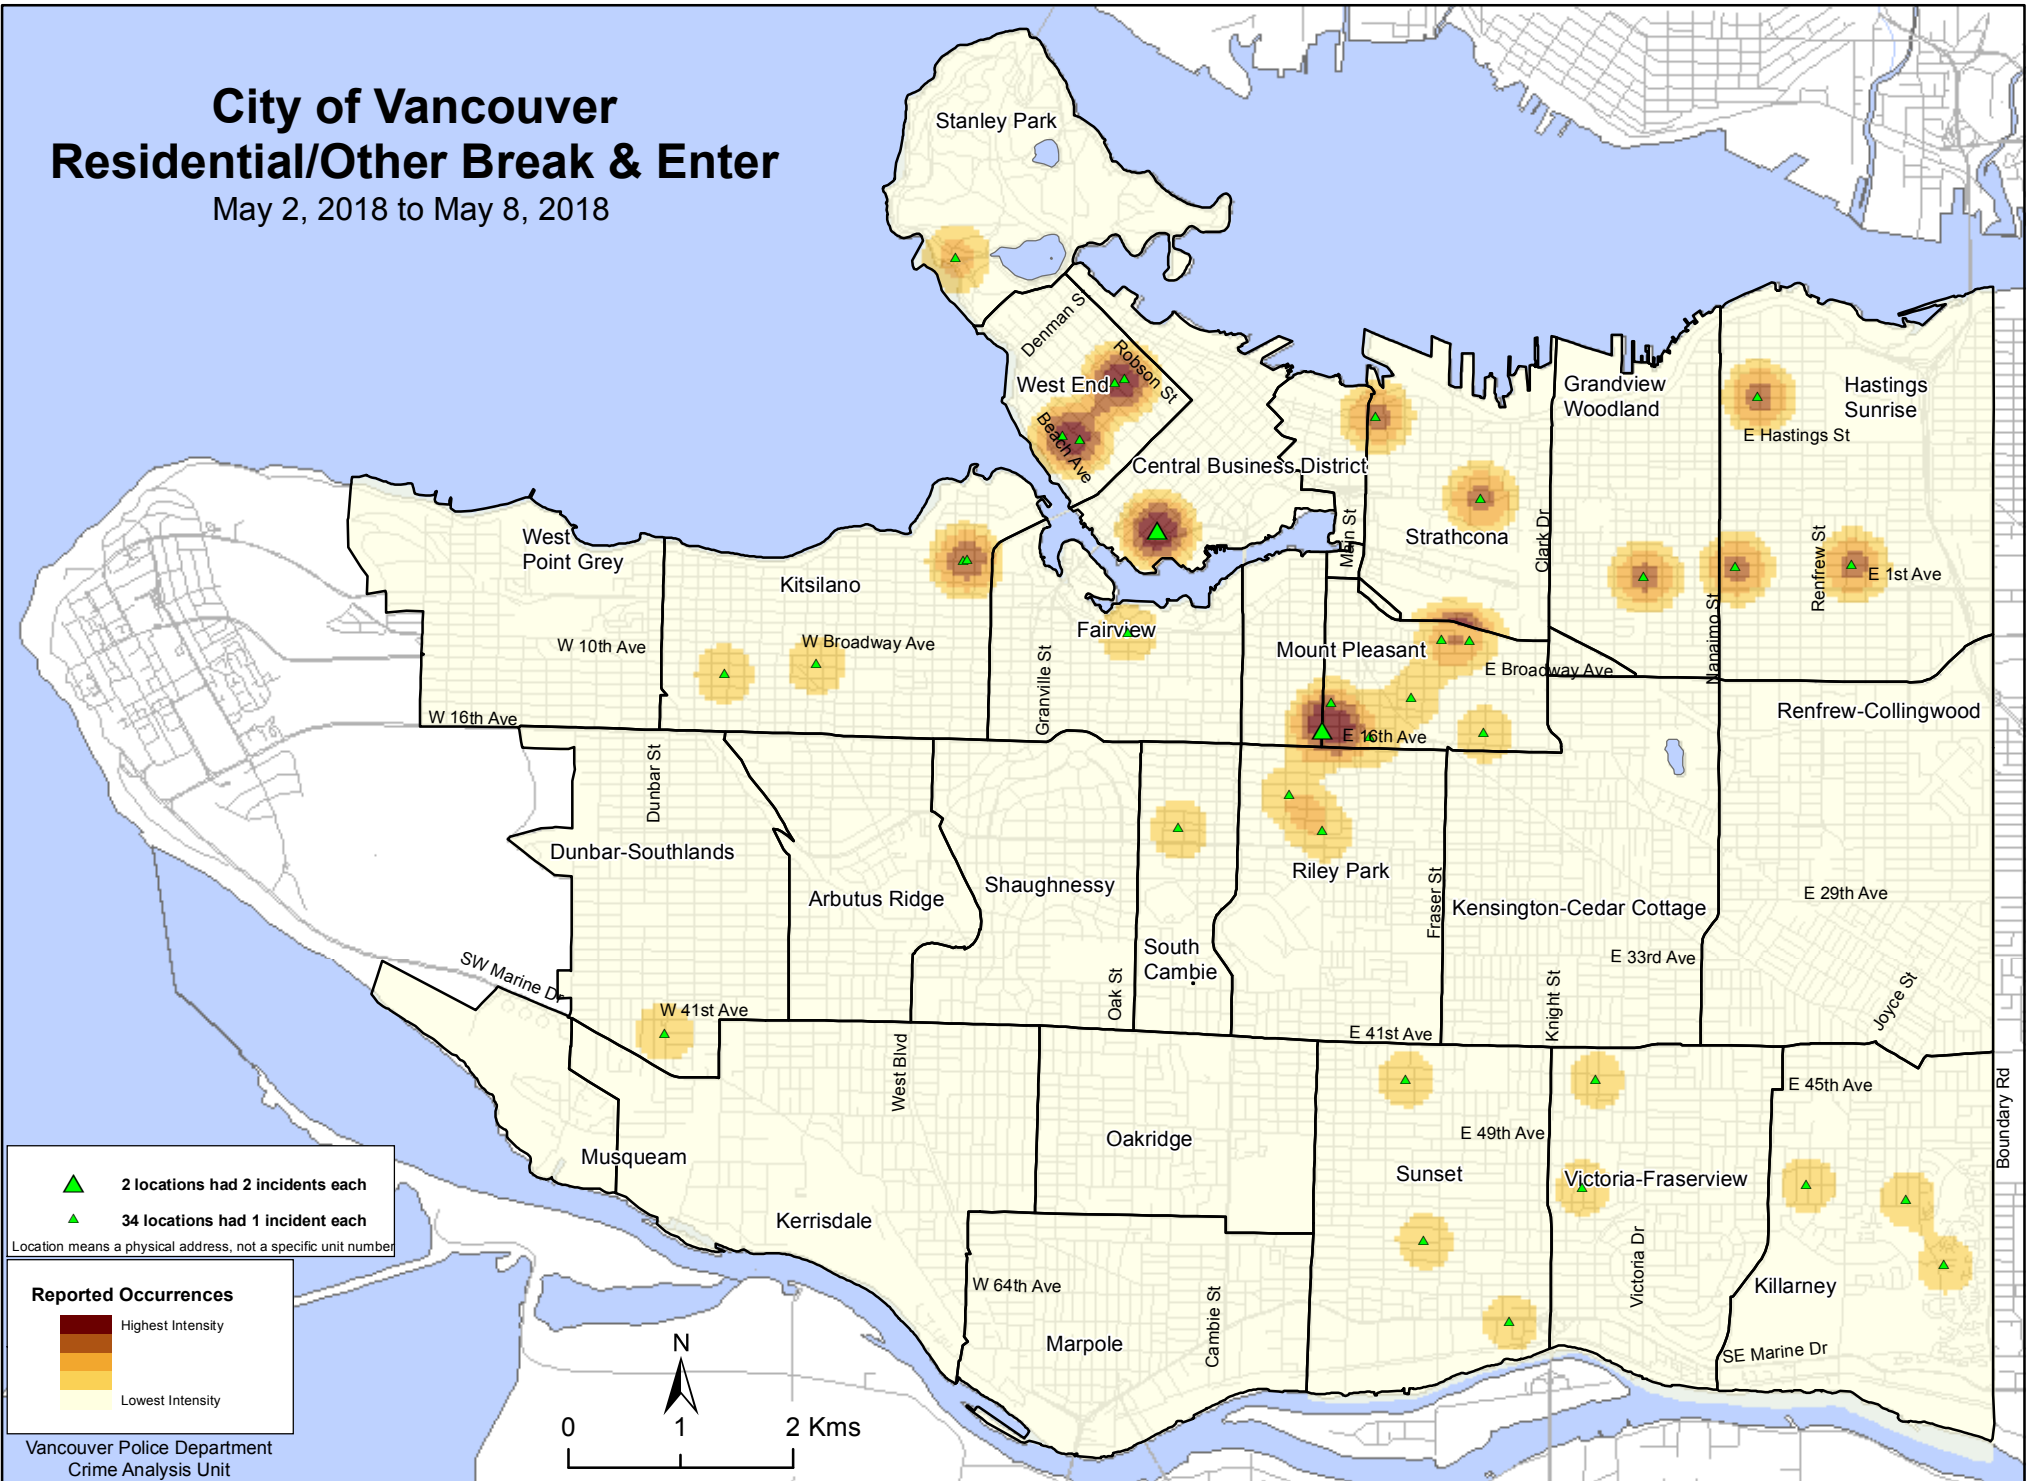 City of Vancouver
Residential/Other Break & Enter
May 2, 2018 to May 8, 2018
Stanley Park
Denman St
Robson St
West End
Beach Ave
Central Business District
Grandview
Woodland
Hastings
Sunrise
E Hastings St
West
Point Grey
Kitsilano
Main St
Strathcona
Clark Dr
Renfrew St
E 1st Ave
Nanaimo St
W 10th Ave
W Broadway Ave
Fairview
Granville St
Mount Pleasant
E Broadway Ave
W 16th Ave
E 16th Ave
Renfrew-Collingwood
Dunbar St
Dunbar-Southlands
Arbutus Ridge
Shaughnessy
Riley Park
Fraser St
Kensington-Cedar Cottage
E 29th Ave
South
Cambie
E 33rd Ave
SW Marine Dr
Oak St
Knight St
Joyce St
W 41st Ave
E 41st Ave
West Blvd
E 45th Ave
Boundary Rd
E 49th Ave
Oakridge
Musqueam
Sunset
Victoria-Fraserview
Kerrisdale
Victoria Dr
W 64th Ave
Killarney
Cambie St
Marpole
SE Marine Dr
2 locations had 2 incidents each
34 locations had 1 incident each
Location means a physical address, not a specific unit number
Reported Occurrences
Highest Intensity
Lowest Intensity
Vancouver Police Department
Crime Analysis Unit
N
0 1 2 Kms